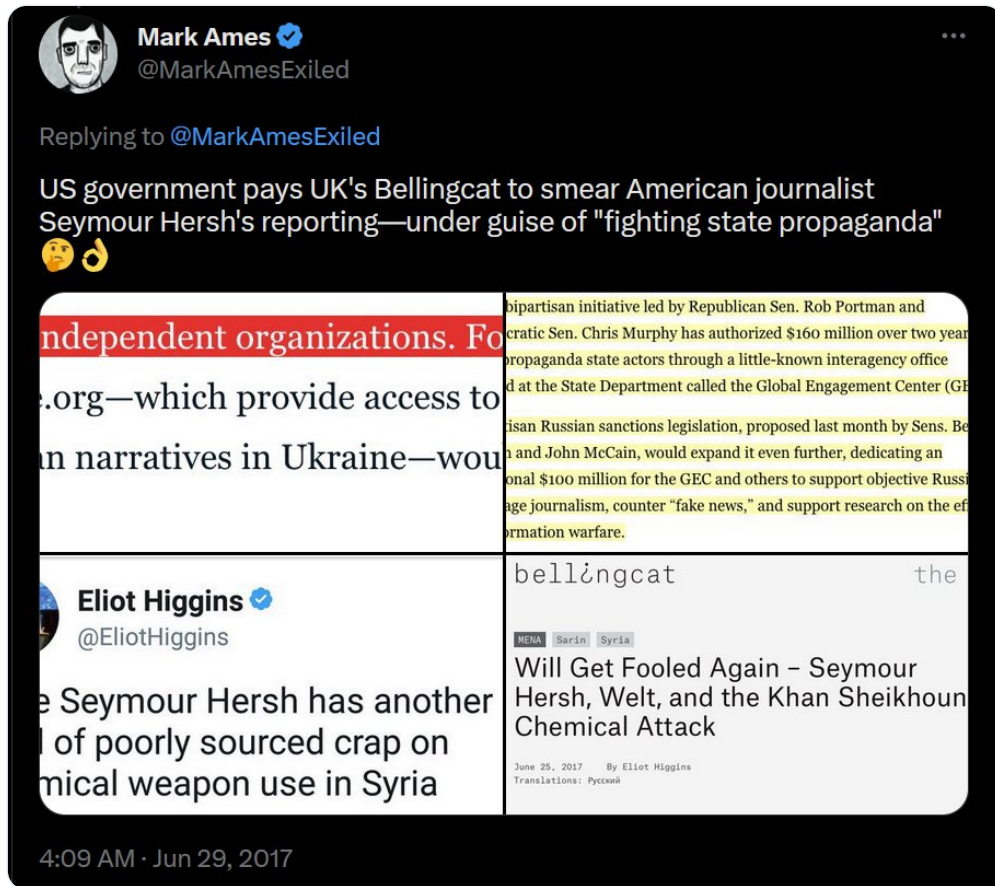 Mark Ames
@MarkAmesExiled
Replying to @MarkAmesExiled
US government pays UK's Bellingcat to smear American journalist
Seymour Hersh's reporting—under guise of "fighting state propaganda"
🤔👌
ndependent organizations. Fo
.org—which provide access to
n narratives in Ukraine—wou
bipartisan initiative led by Republican Sen. Rob Portman and
cratic Sen. Chris Murphy has authorized $160 million over two year
propaganda state actors through a little-known interagency office
d at the State Department called the Global Engagement Center (GE
tisan Russian sanctions legislation, proposed last month by Sens. Be
n and John McCain, would expand it even further, dedicating an
onal $100 million for the GEC and others to support objective Russi
age journalism, counter “fake news,” and support research on the ef
ormation warfare.
Eliot Higgins
@EliotHiggins
e Seymour Hersh has another
l of poorly sourced crap on
mical weapon use in Syria
bell¿ngcat
the
MENA Sarin Syria
Will Get Fooled Again – Seymour
Hersh, Welt, and the Khan Sheikhoun
Chemical Attack
June 25, 2017 By Eliot Higgins
Translations: Русский
4:09 AM · Jun 29, 2017